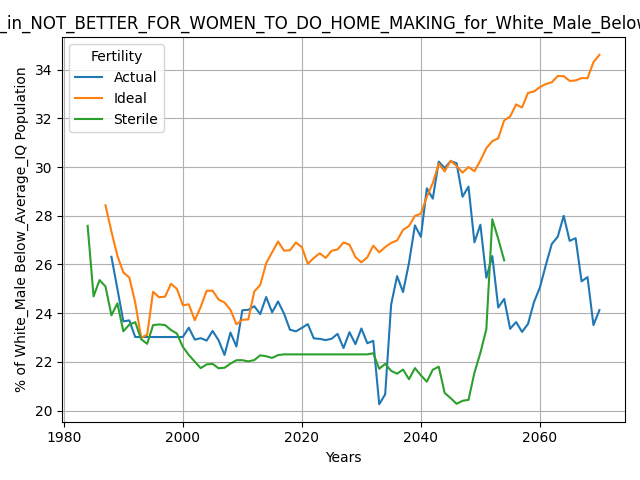 _in_NOT_BETTER_FOR_WOMEN_TO_DO_HOME_MAKING_for_White_Male_Below
% of White_Male Below_Average_IQ Population
Fertility
Actual
Ideal
Sterile
34
32
30
28
26
24
22
20
1980
2000
2020
2040
2060
Years